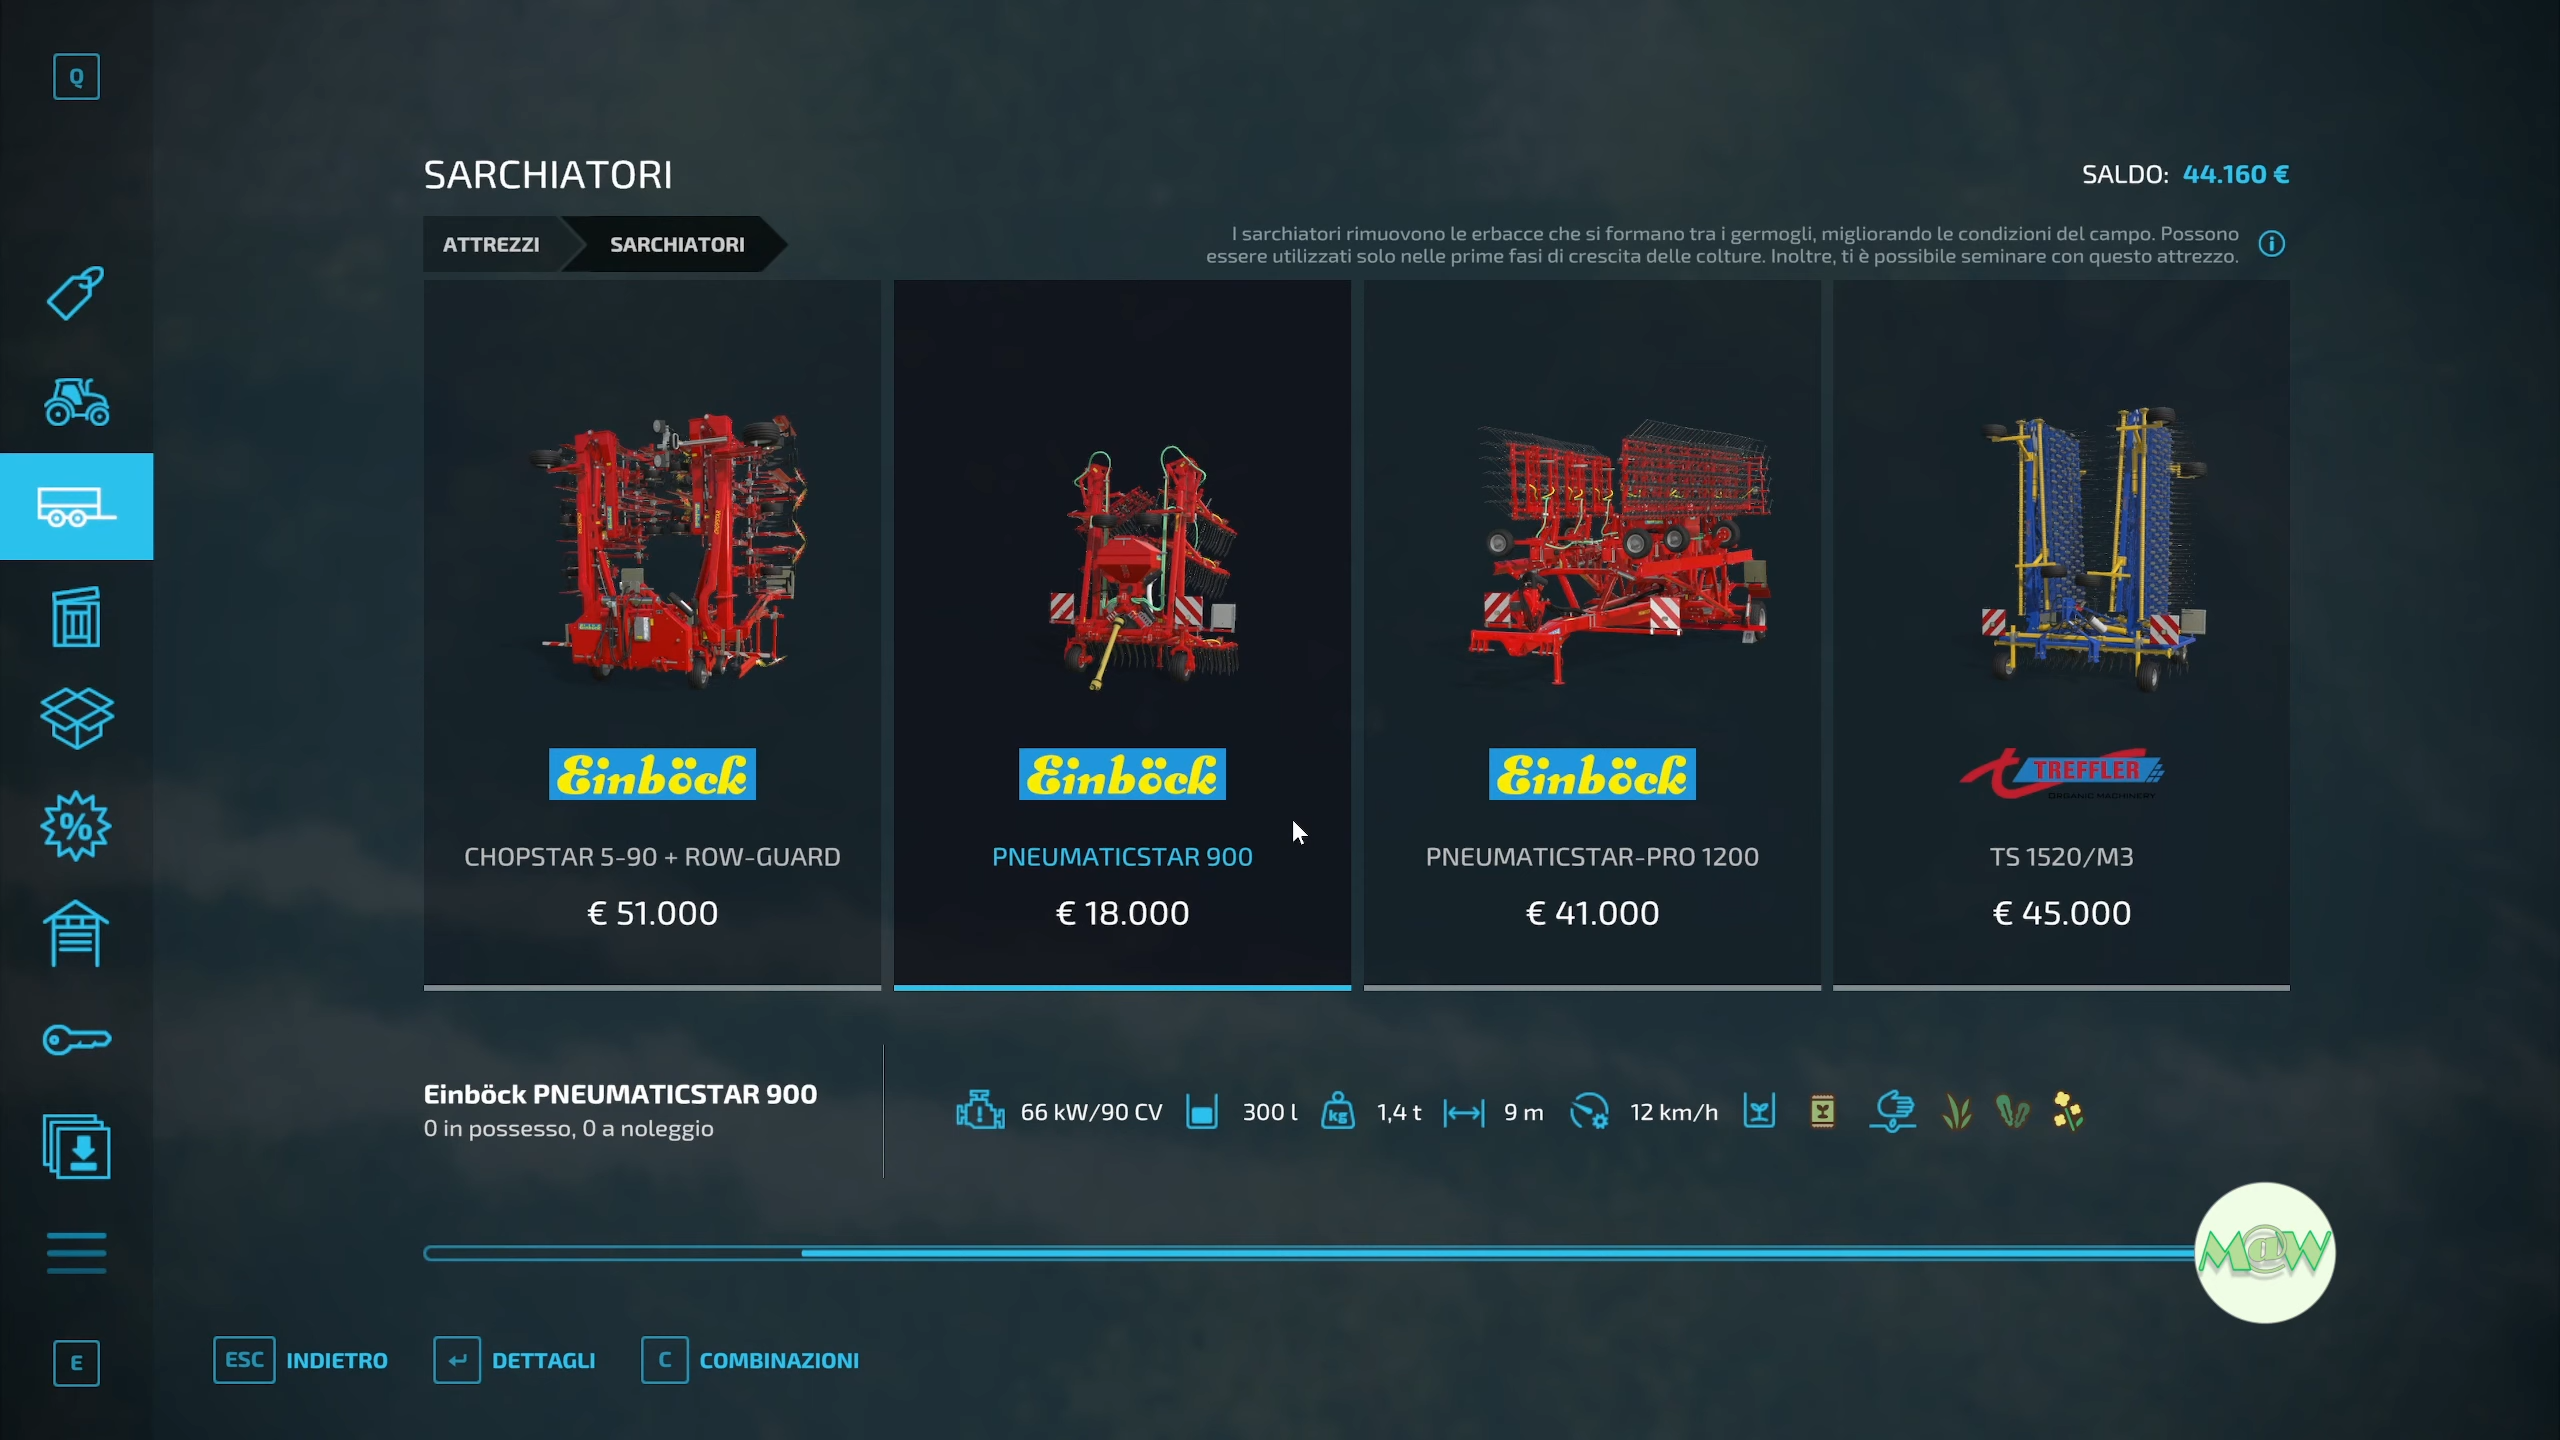 Q
SARCHIATORI
SALDO: 44.160 €
ATTREZZI
SARCHIATORI
I sarchiatori rimuovono le erbacce che si formano tra i germogli, migliorando le condizioni del campo. Possono
essere utilizzati solo nelle prime fasi di crescita delle colture. Inoltre, ti è possibile seminare con questo attrezzo.
Einböck
CHOPSTAR 5-90 + ROW-GUARD
€ 51.000
Einböck
PNEUMATICSTAR 900
€ 18.000
Einböck
PNEUMATICSTAR-PRO 1200
€ 41.000
t TREFFLER
ORGANIC MACHINERY
TS 1520/M3
€ 45.000
Einböck PNEUMATICSTAR 900
0 in possesso, 0 a noleggio
66 kW/90 CV
300 l
kg
1,4 t
9 m
12 km/h
M@W
E
ESC INDIETRO
DETTAGLI
C COMBINAZIONI